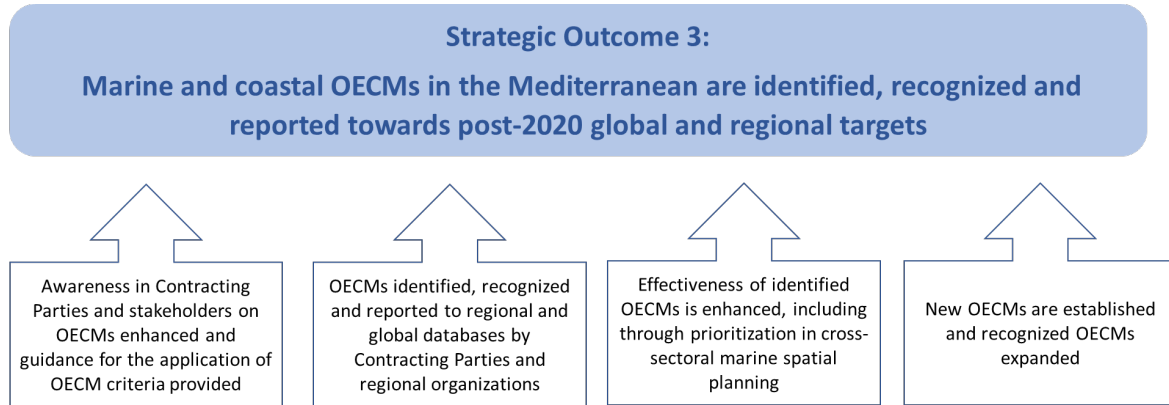 Strategic Outcome 3:
Marine and coastal OECMs in the Mediterranean are identified, recognized and
reported towards post-2020 global and regional targets
Awareness in Contracting
Parties and stakeholders on
OECMs enhanced and
guidance for the application of
OECM criteria provided
OECMs identified, recognized
and reported to regional and
global databases by
Contracting Parties and
regional organizations
Effectiveness of identified
OECMs is enhanced, including
through prioritization in cross-
sectoral marine spatial
planning
New OECMs are established
and recognized OECMs
expanded